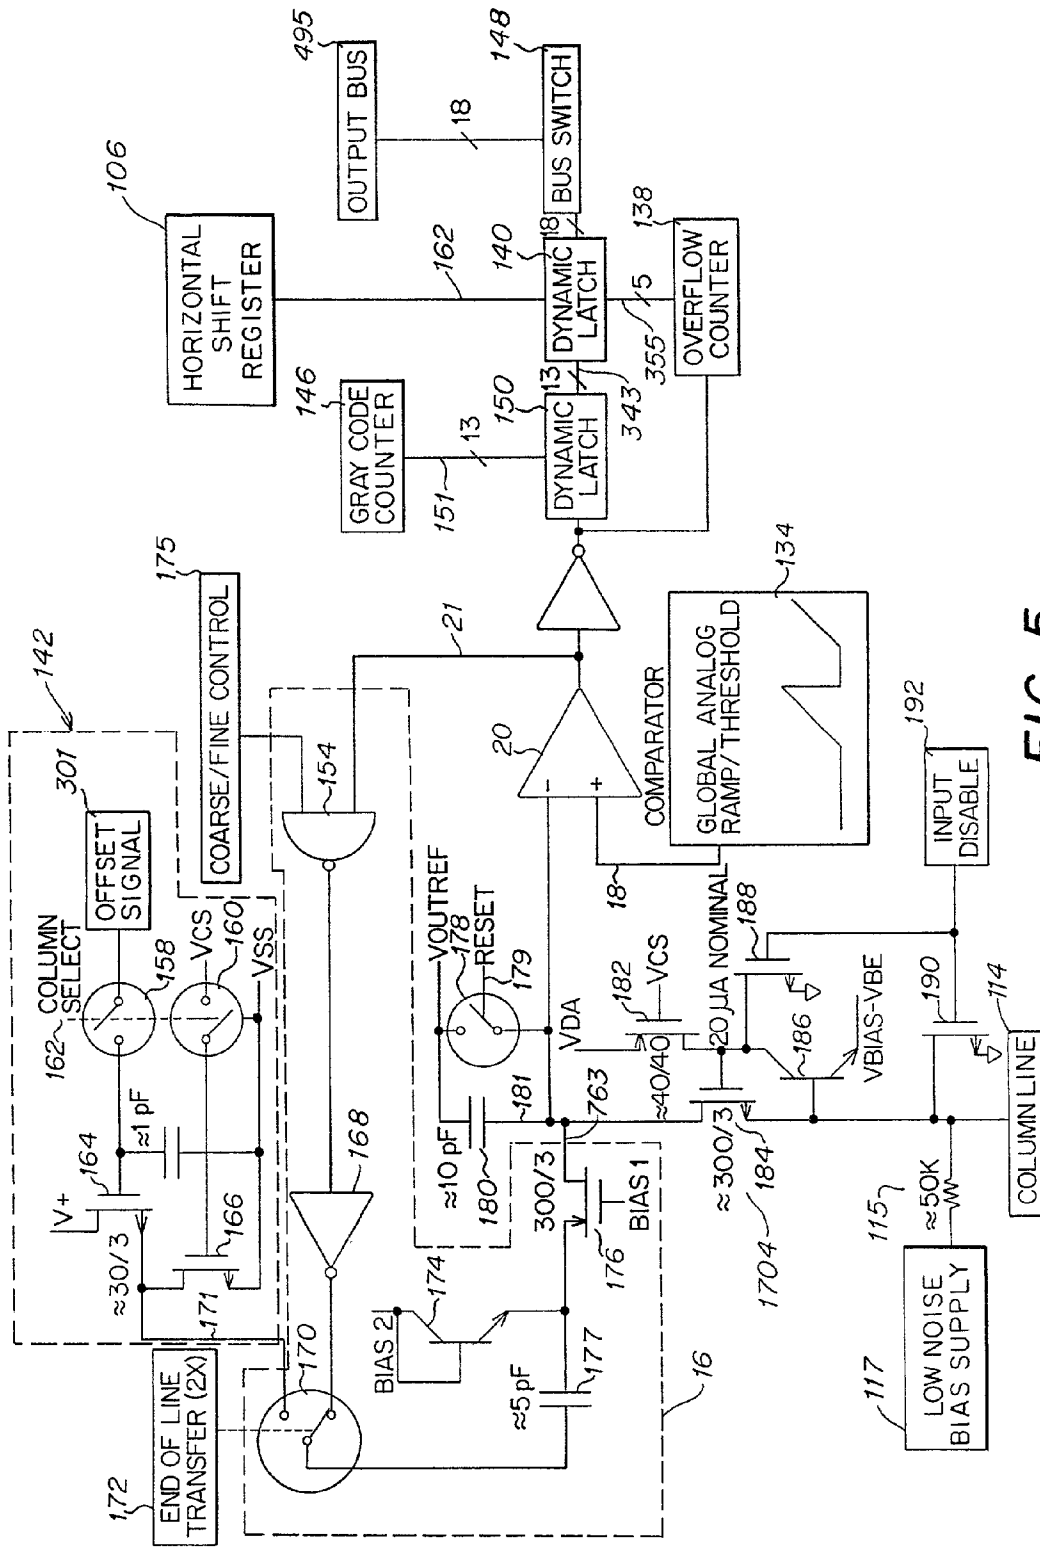 495
OUTPUT BUS
18
148
BUS SWITCH
106
HORIZONTAL
SHIFT
REGISTER
162
18
140
DYNAMIC
LATCH
5
355
138
OVERFLOW
COUNTER
146
GRAY CODE
COUNTER
13
151
150
DYNAMIC
LATCH
13
343
175
COARSE/FINE CONTROL
21
154
142
301
OFFSET
SIGNAL
COLUMN
SELECT
162
158
VCS
160
VSS
164
V+
≈1 pF
≈30/3
166
171
172
END OF LINE
TRANSFER (2X)
170
168
20
COMPARATOR
-
+
18
GLOBAL ANALOG
RAMP/THRESHOLD
134
VOUTREF
178
RESET
179
≈10 pF
180
181
763
300/3
176
BIAS 1
BIAS 2
174
≈5 pF
177
16
VDA
182
VCS
≈40/40
20 µA NOMINAL
188
186
VBIAS-VBE
≈300/3
184
1704
190
192
INPUT
DISABLE
114
COLUMN LINE
115
≈50K
117
LOW NOISE
BIAS SUPPLY
FIG. 5